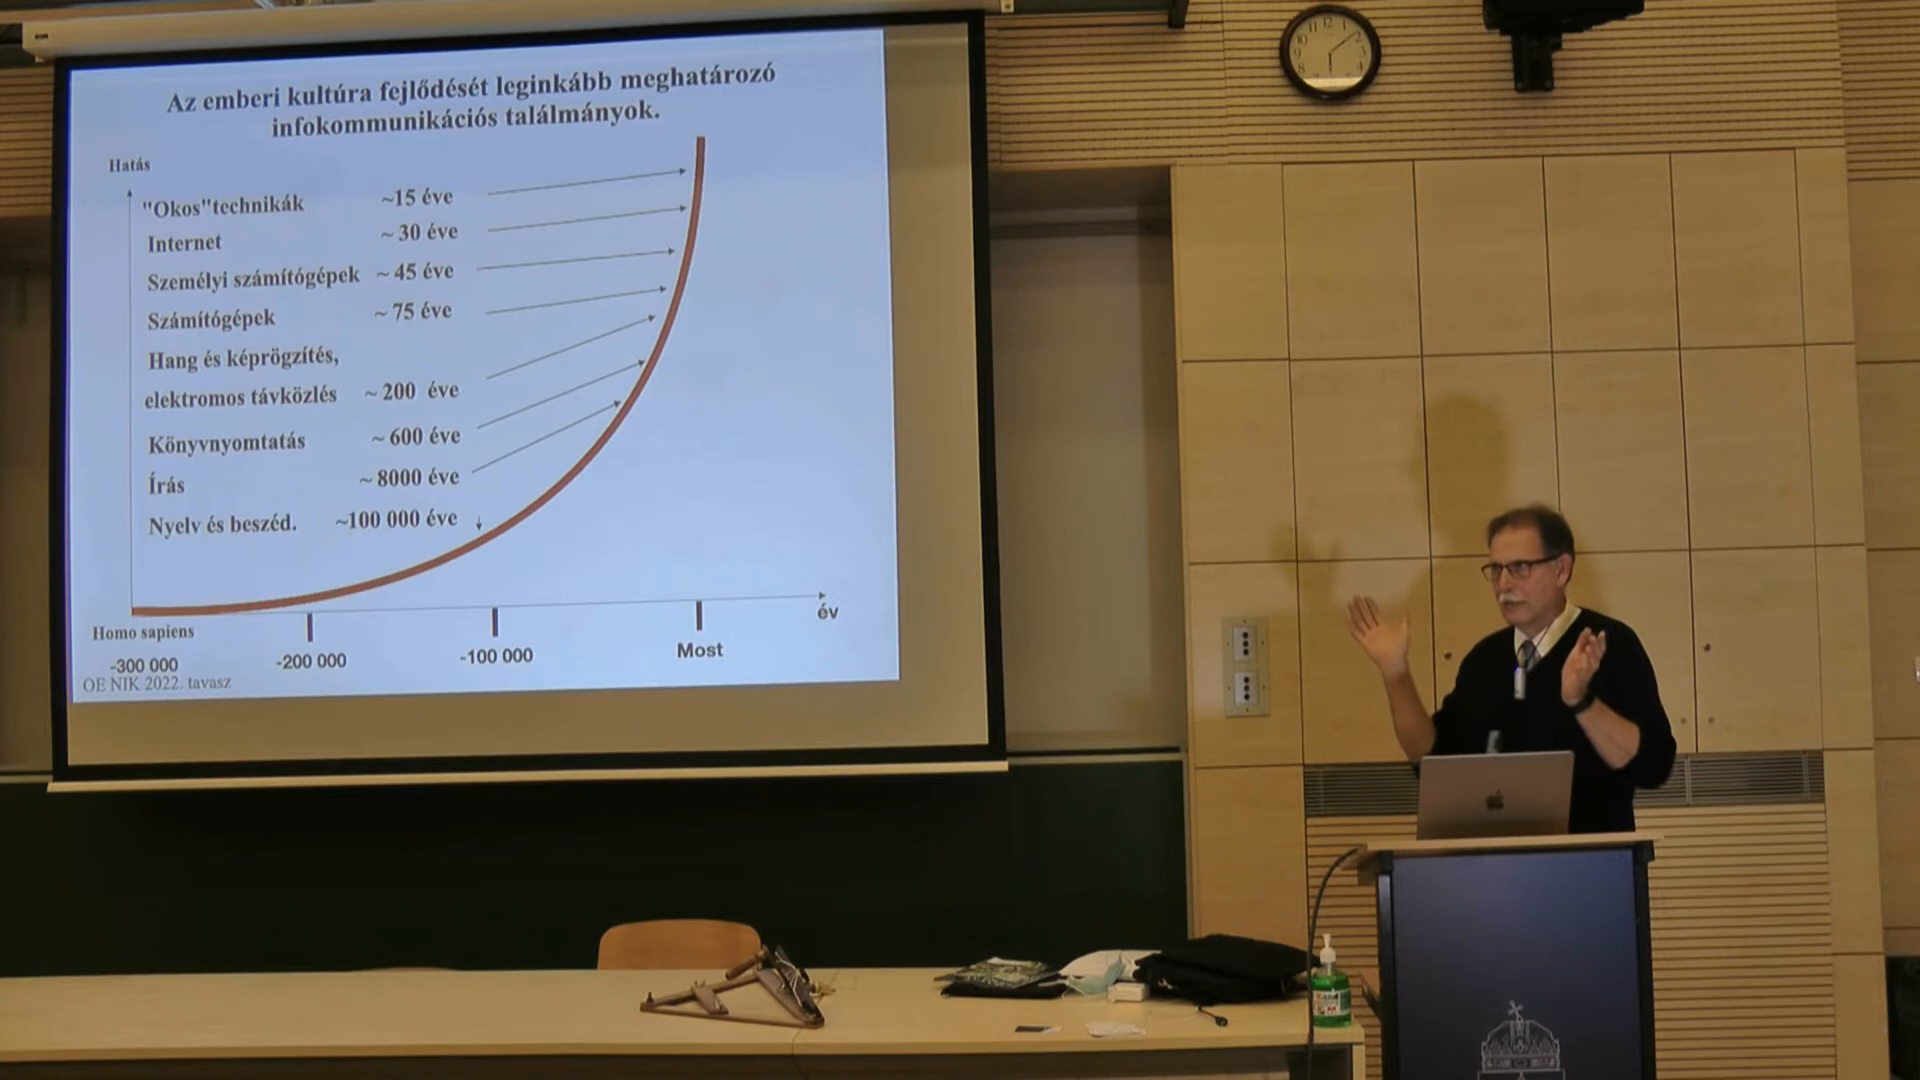 Az emberi kultúra fejlődését leginkább meghatározó
infokommunikációs találmányok.
Hatás
"Okos"technikák ~15 éve
Internet ~ 30 éve
Személyi számítógépek ~ 45 éve
Számítógépek ~ 75 éve
Hang és képrögzítés,
elektromos távközlés ~ 200 éve
Könyvnyomtatás ~ 600 éve
Írás ~ 8000 éve
Nyelv és beszéd. ~100 000 éve
év
Homo sapiens
-300 000 -200 000 -100 000 Most
OE NIK 2022. tavasz